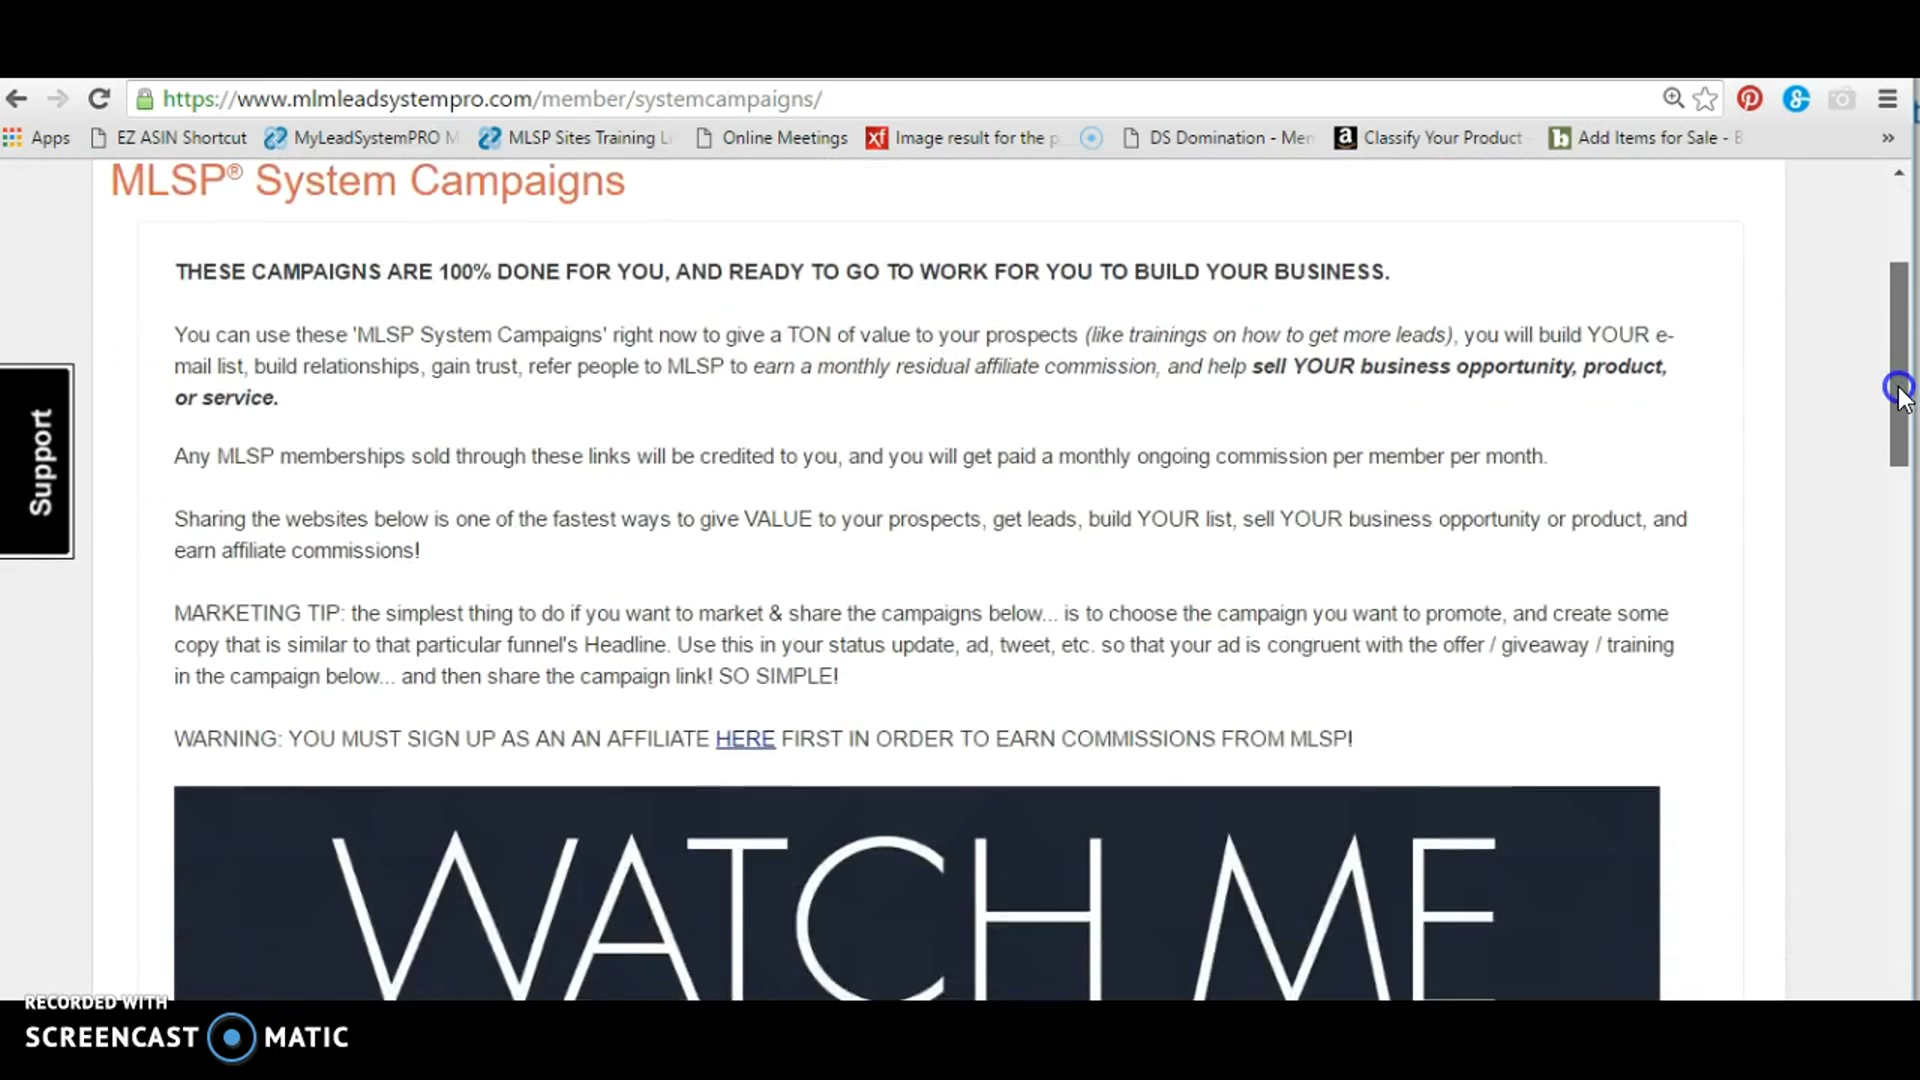 https://www.mlmleadsystempro.com/member/systemcampaigns/
Apps EZ ASIN Shortcut MyLeadSystemPRO M MLSP Sites Training Li Online Meetings Image result for the p DS Domination - Mem Classify Your Product Add Items for Sale - B »
MLSP® System Campaigns
THESE CAMPAIGNS ARE 100% DONE FOR YOU, AND READY TO GO TO WORK FOR YOU TO BUILD YOUR BUSINESS.
You can use these 'MLSP System Campaigns' right now to give a TON of value to your prospects (like trainings on how to get more leads), you will build YOUR e-
mail list, build relationships, gain trust, refer people to MLSP to earn a monthly residual affiliate commission, and help sell YOUR business opportunity, product,
or service.
Any MLSP memberships sold through these links will be credited to you, and you will get paid a monthly ongoing commission per member per month.
Support
Sharing the websites below is one of the fastest ways to give VALUE to your prospects, get leads, build YOUR list, sell YOUR business opportunity or product, and
earn affiliate commissions!
MARKETING TIP: the simplest thing to do if you want to market & share the campaigns below... is to choose the campaign you want to promote, and create some
copy that is similar to that particular funnel's Headline. Use this in your status update, ad, tweet, etc. so that your ad is congruent with the offer / giveaway / training
in the campaign below... and then share the campaign link! SO SIMPLE!
WARNING: YOU MUST SIGN UP AS AN AN AFFILIATE HERE FIRST IN ORDER TO EARN COMMISSIONS FROM MLSP!
WATCH ME
RECORDED WITH
SCREENCAST MATIC